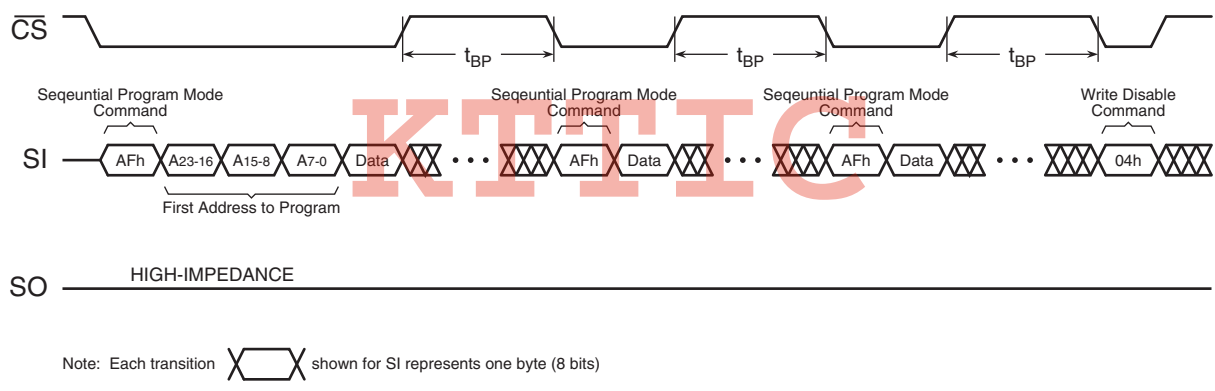 CS
tBP tBP tBP
Seqeuntial Program Mode Command
Seqeuntial Program Mode Command
Seqeuntial Program Mode Command
Write Disable Command
SI AFh A23-16 A15-8 A7-0 Data AFh Data AFh Data 04h
First Address to Program
KTTIC
HIGH-IMPEDANCE
SO
Note: Each transition shown for SI represents one byte (8 bits)